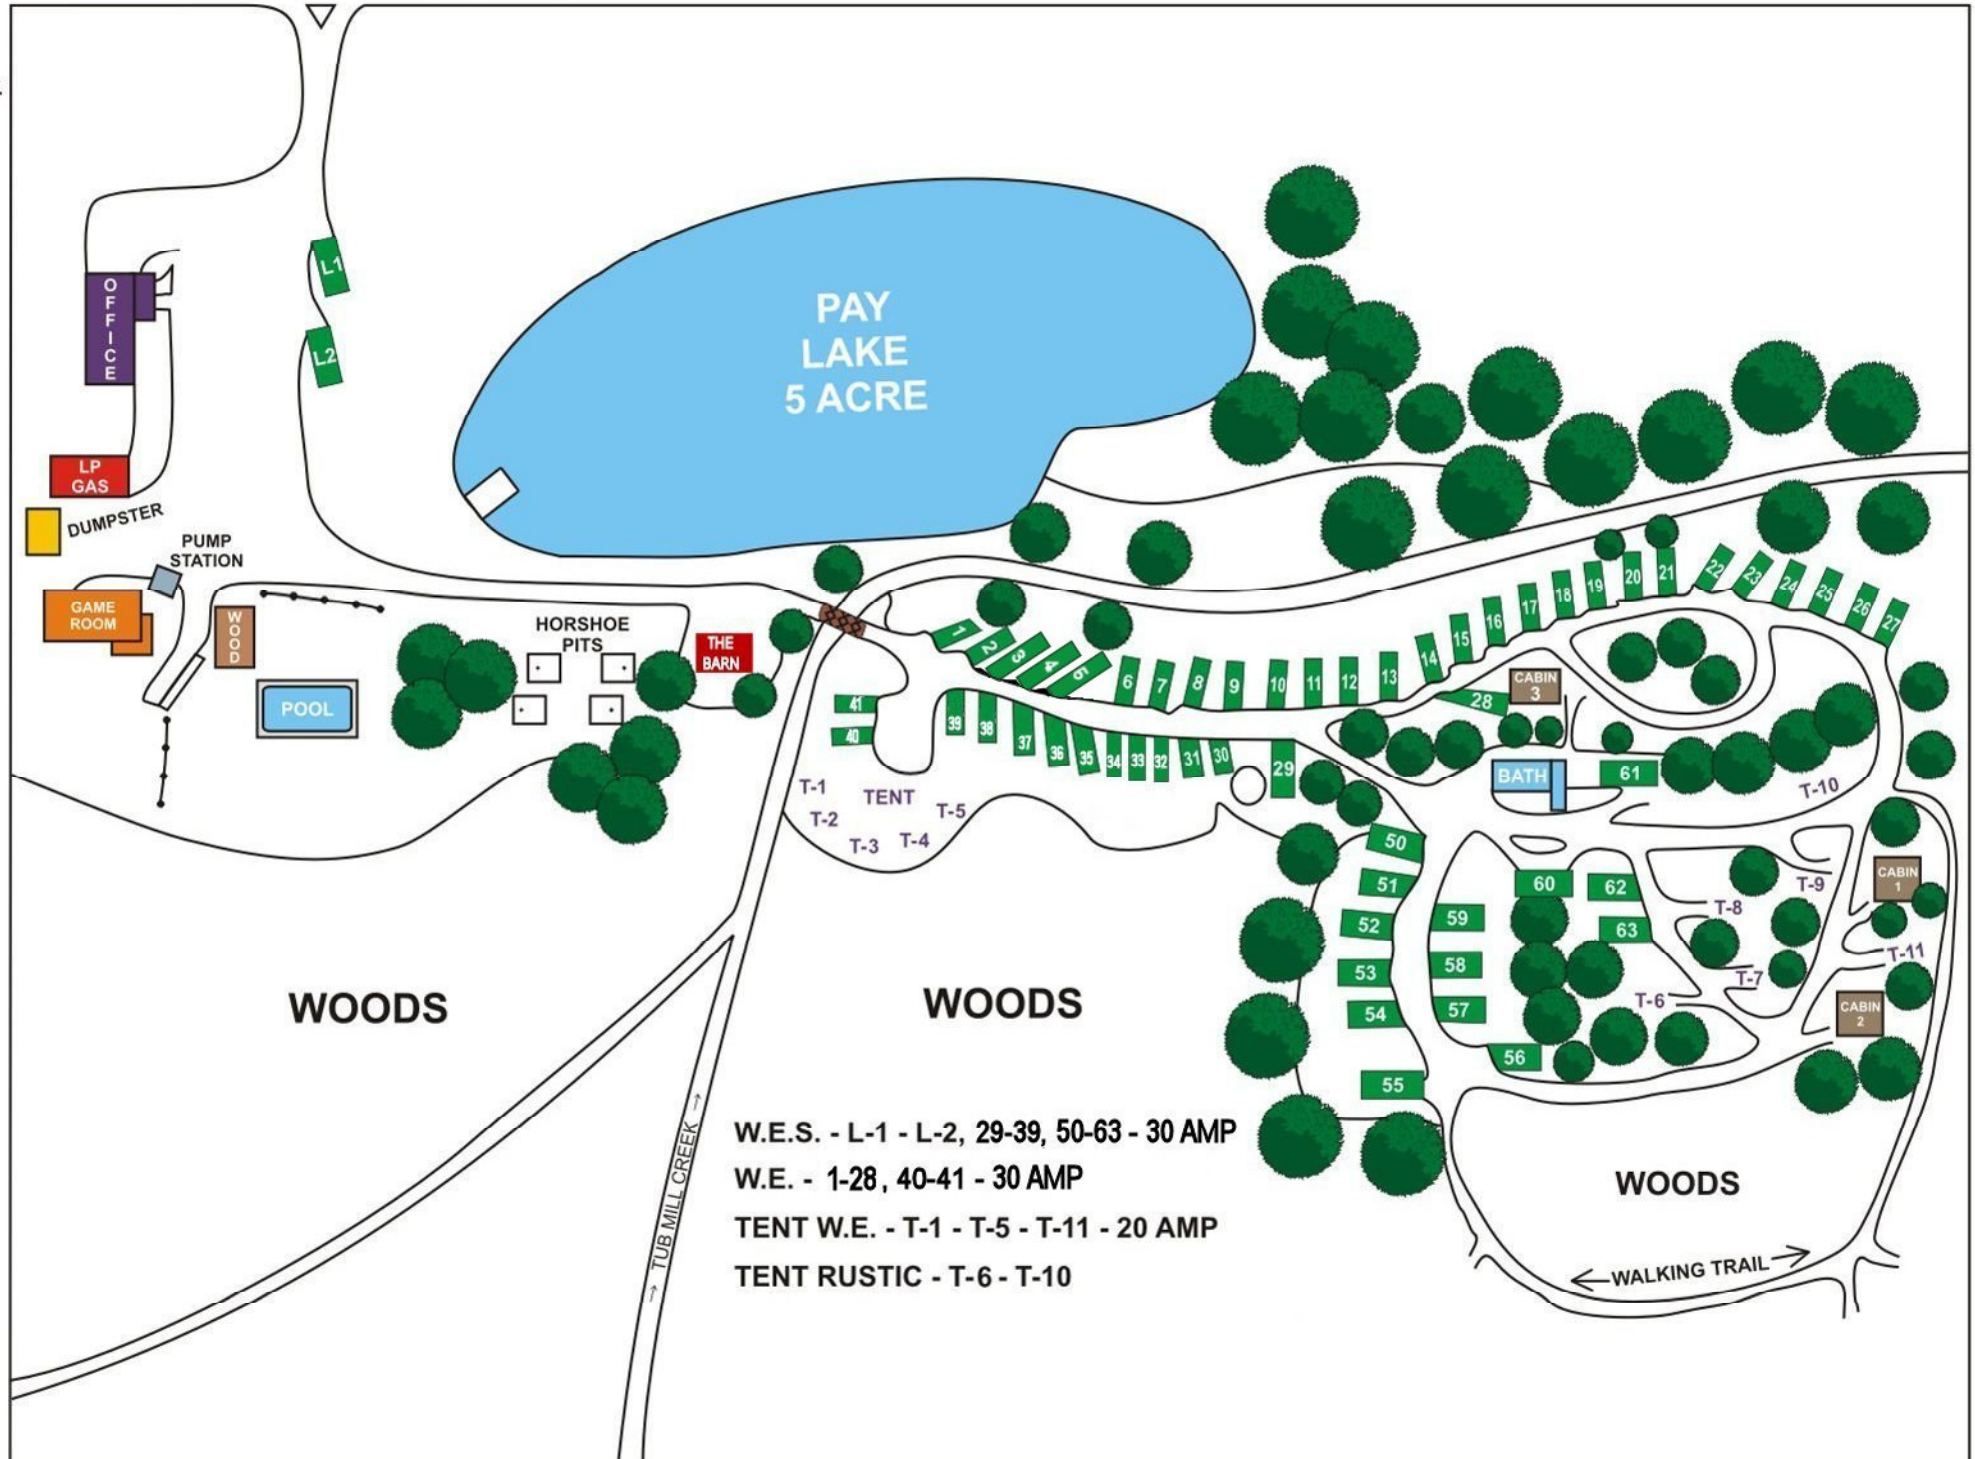 PAY
LAKE
5 ACRE
L1
L2
OFFICE
LP
GAS
DUMPSTER
PUMP
STATION
GAME
ROOM
WOOD
POOL
HORSHOE
PITS
THE
BARN
1
2
3
4
5
6
7
8
9
10
11
12
13
14
15
16
17
18
19
20
21
22
23
24
25
26
27
28
CABIN
3
41
40
39
38
37
36
35
34
33
32
31
30
29
BATH
61
T-10
T-1
TENT
T-2
T-5
T-3
T-4
50
51
52
53
54
55
59
58
57
56
60
62
63
T-9
T-8
T-7
T-6
CABIN
1
T-11
CABIN
2
WOODS
WOODS
WOODS
→ TUB MILL CREEK →
W.E.S. - L-1 - L-2, 29-39, 50-63 - 30 AMP
W.E. - 1-28, 40-41 - 30 AMP
TENT W.E. - T-1 - T-5 - T-11 - 20 AMP
TENT RUSTIC - T-6 - T-10
WALKING TRAIL